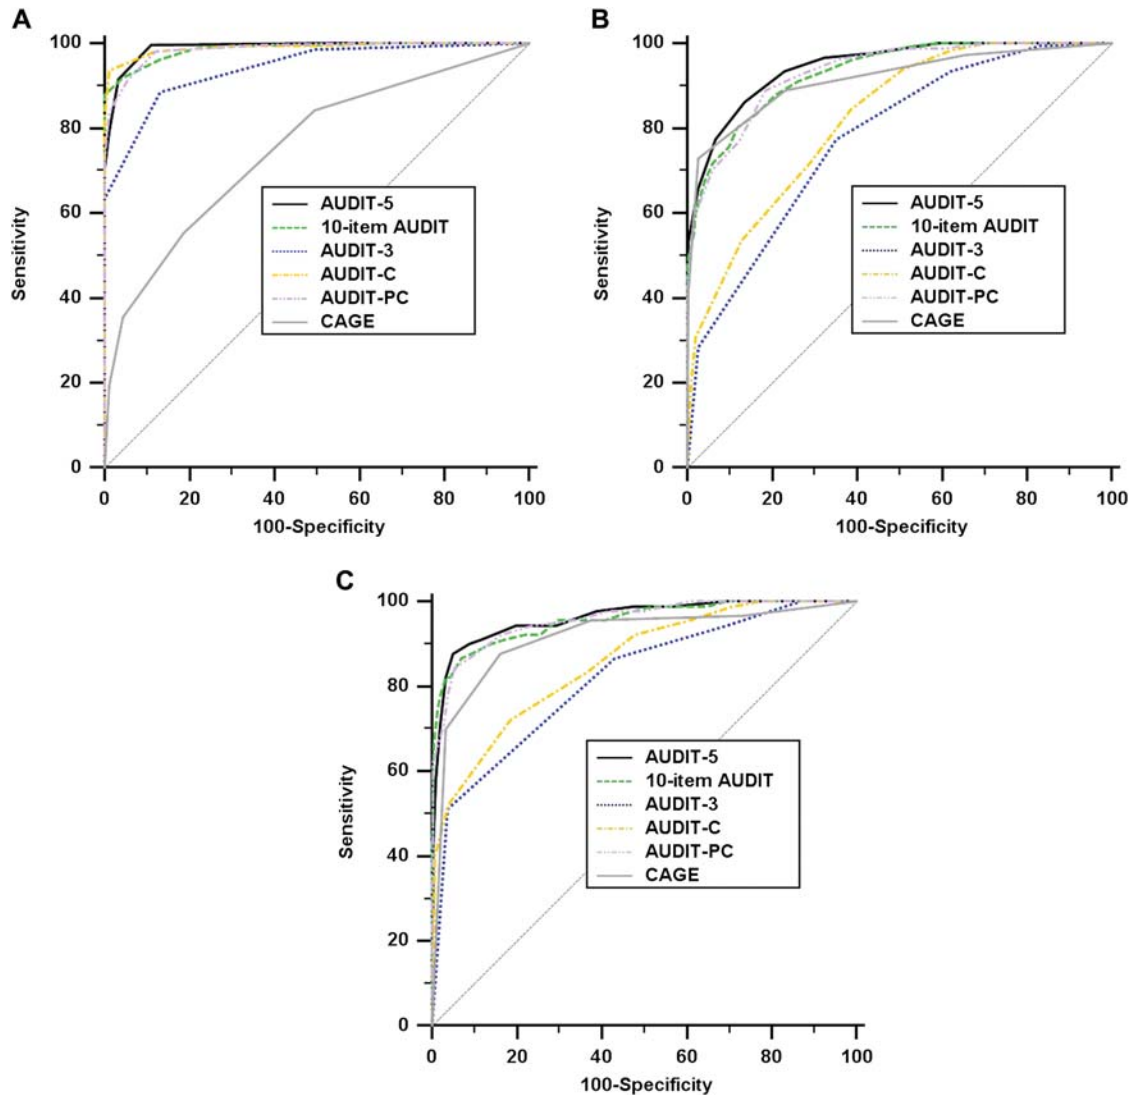 A
100
80
60
40
20
0
Sensitivity
AUDIT-5
10-item AUDIT
AUDIT-3
AUDIT-C
AUDIT-PC
CAGE
0 20 40 60 80 100
100-Specificity
B
100
80
60
40
20
0
Sensitivity
AUDIT-5
10-item AUDIT
AUDIT-3
AUDIT-C
AUDIT-PC
CAGE
0 20 40 60 80 100
100-Specificity
C
100
80
60
40
20
0
Sensitivity
AUDIT-5
10-item AUDIT
AUDIT-3
AUDIT-C
AUDIT-PC
CAGE
0 20 40 60 80 100
100-Specificity